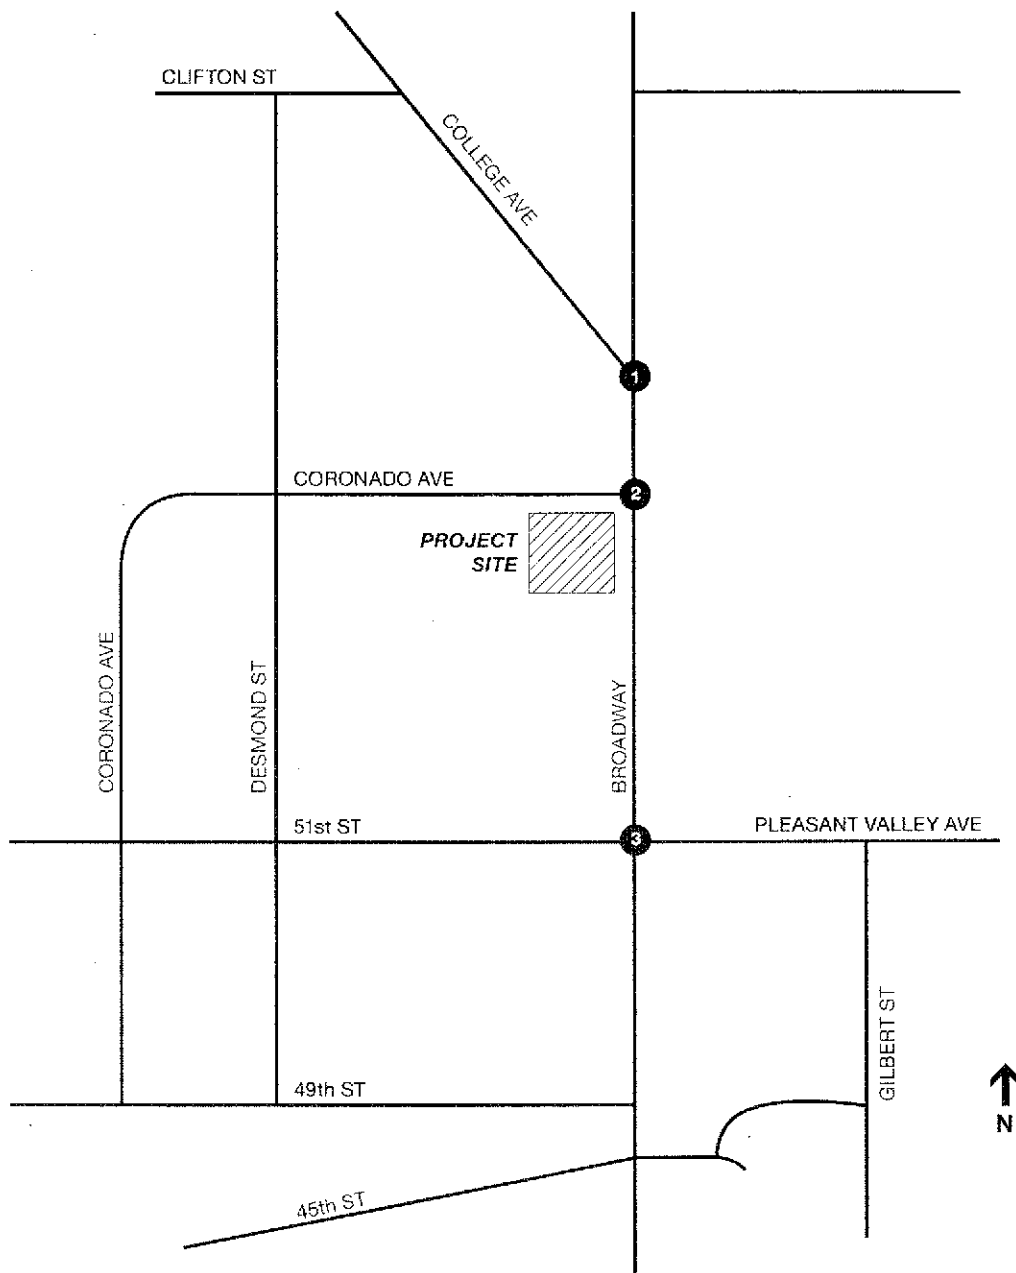 CLIFTON ST
COLLEGE AVE
1
CORONADO AVE
2
PROJECT
SITE
CORONADO AVE
DESMOND ST
BROADWAY
51st ST
3
PLEASANT VALLEY AVE
GILBERT ST
49th ST
N
45th ST